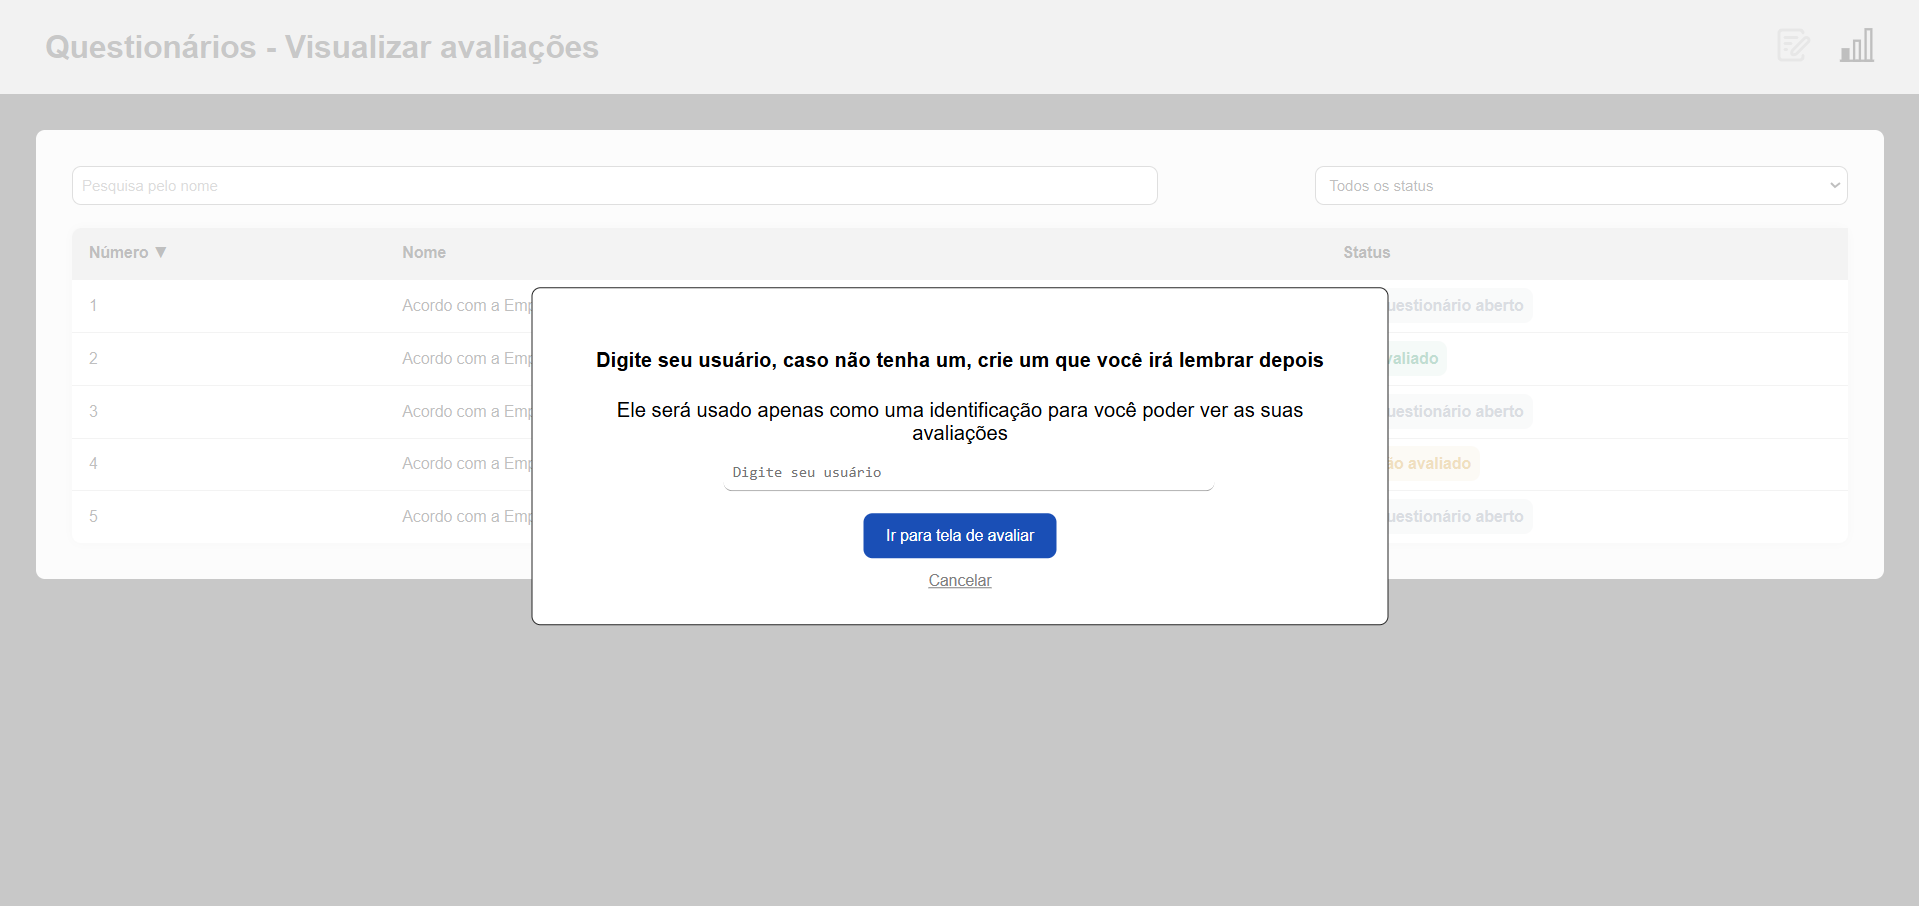 Questionários - Visualizar avaliações
Pesquisa pelo nome
Todos os status
Número ▼ Nome Status
1 Acordo com a Emp uestionário aberto
2 Acordo com a Emp valiado
3 Acordo com a Emp uestionário aberto
4 Acordo com a Emp ão avaliado
5 Acordo com a Emp uestionário aberto
Digite seu usuário, caso não tenha um, crie um que você irá lembrar depois
Ele será usado apenas como uma identificação para você poder ver as suas
avaliações
Digite seu usuário
Ir para tela de avaliar
Cancelar